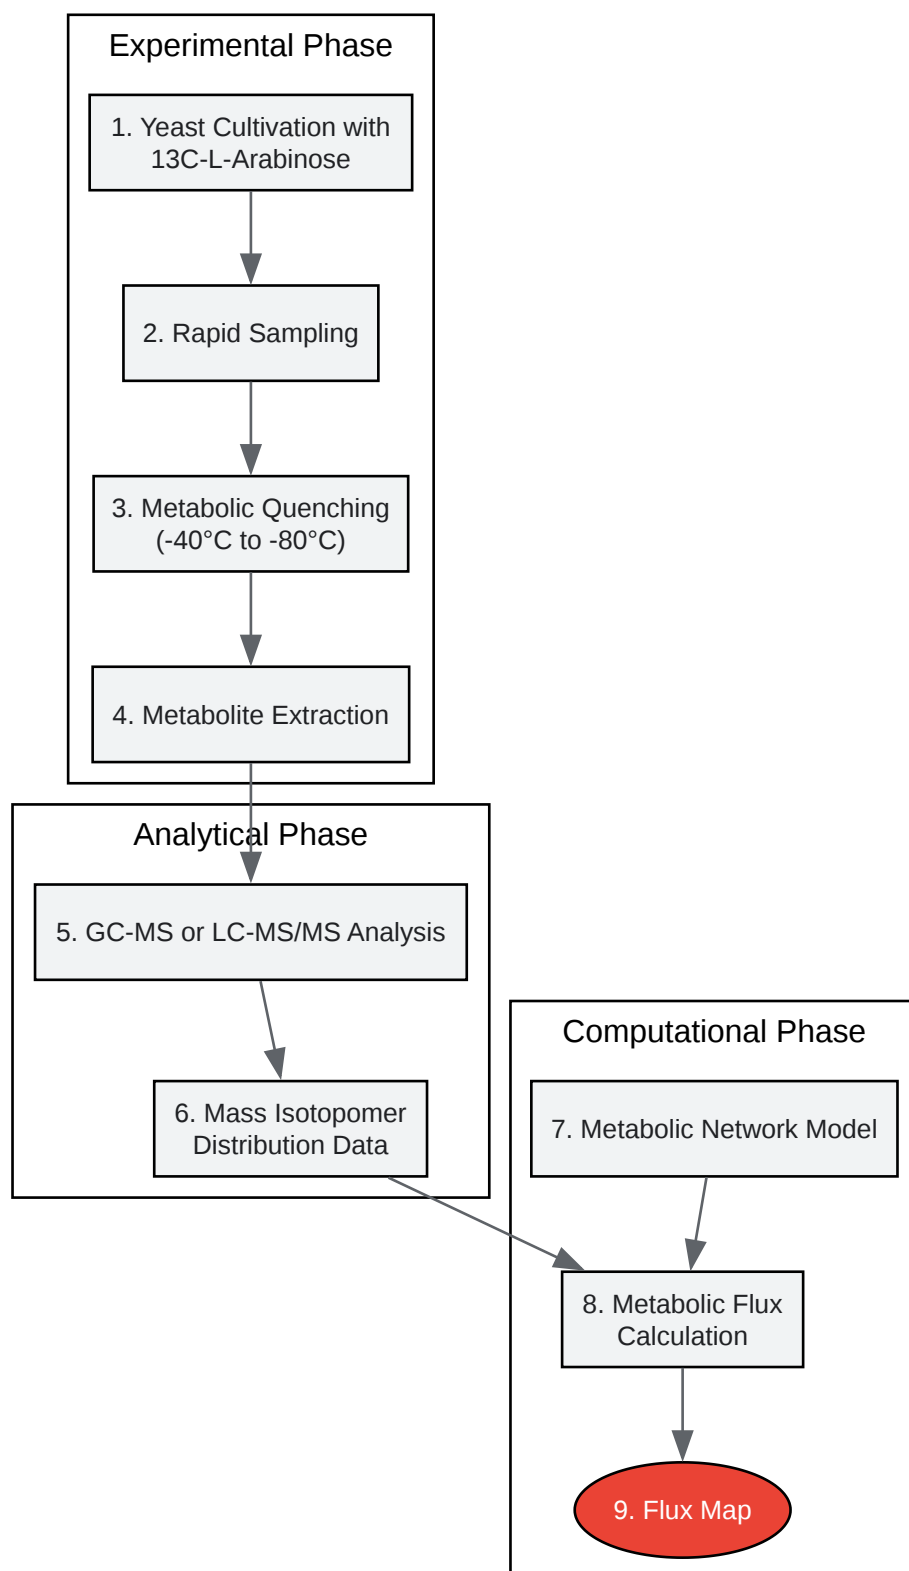 Experimental Phase
1. Yeast Cultivation with
13C-L-Arabinose
2. Rapid Sampling
3. Metabolic Quenching
(-40°C to -80°C)
4. Metabolite Extraction
Analytical Phase
5. GC-MS or LC-MS/MS Analysis
6. Mass Isotopomer
Distribution Data
Computational Phase
7. Metabolic Network Model
8. Metabolic Flux
Calculation
9. Flux Map